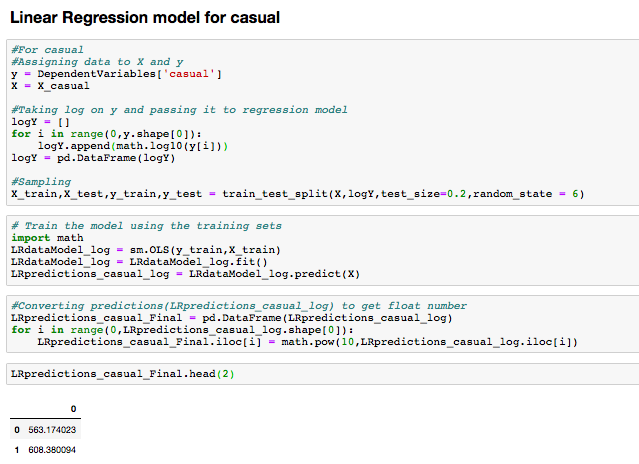 Linear Regression model for casual
#For casual
#Assigning data to X and y
y = DependentVariables['casual']
X = X_casual
#Taking log on y and passing it to regression model
logY = []
for i in range(0,y.shape[0]):
    logY.append(math.log10(y[i]))
logY = pd.DataFrame(logY)
#Sampling
X_train,X_test,y_train,y_test = train_test_split(X,logY,test_size=0.2,random_state = 6)
# Train the model using the training sets
import math
LRdataModel_log = sm.OLS(y_train,X_train)
LRdataModel_log = LRdataModel_log.fit()
LRpredictions_casual_log = LRdataModel_log.predict(X)
#Converting predictions(LRpredictions_casual_log) to get float number
LRpredictions_casual_Final = pd.DataFrame(LRpredictions_casual_log)
for i in range(0,LRpredictions_casual_log.shape[0]):
    LRpredictions_casual_Final.iloc[i] = math.pow(10,LRpredictions_casual_log.iloc[i])
LRpredictions_casual_Final.head(2)
0
0 563.174023
1 608.380094